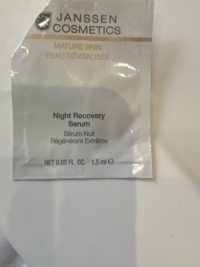 JANSSEN
COSMETICS
MATURE SKIN
PEAU DÉVITALISÉE
Night Recovery
Serum
Sérum Nuit
Régénérant Extrême
NET 0.05 FL. OZ. 1,5 ml ℮